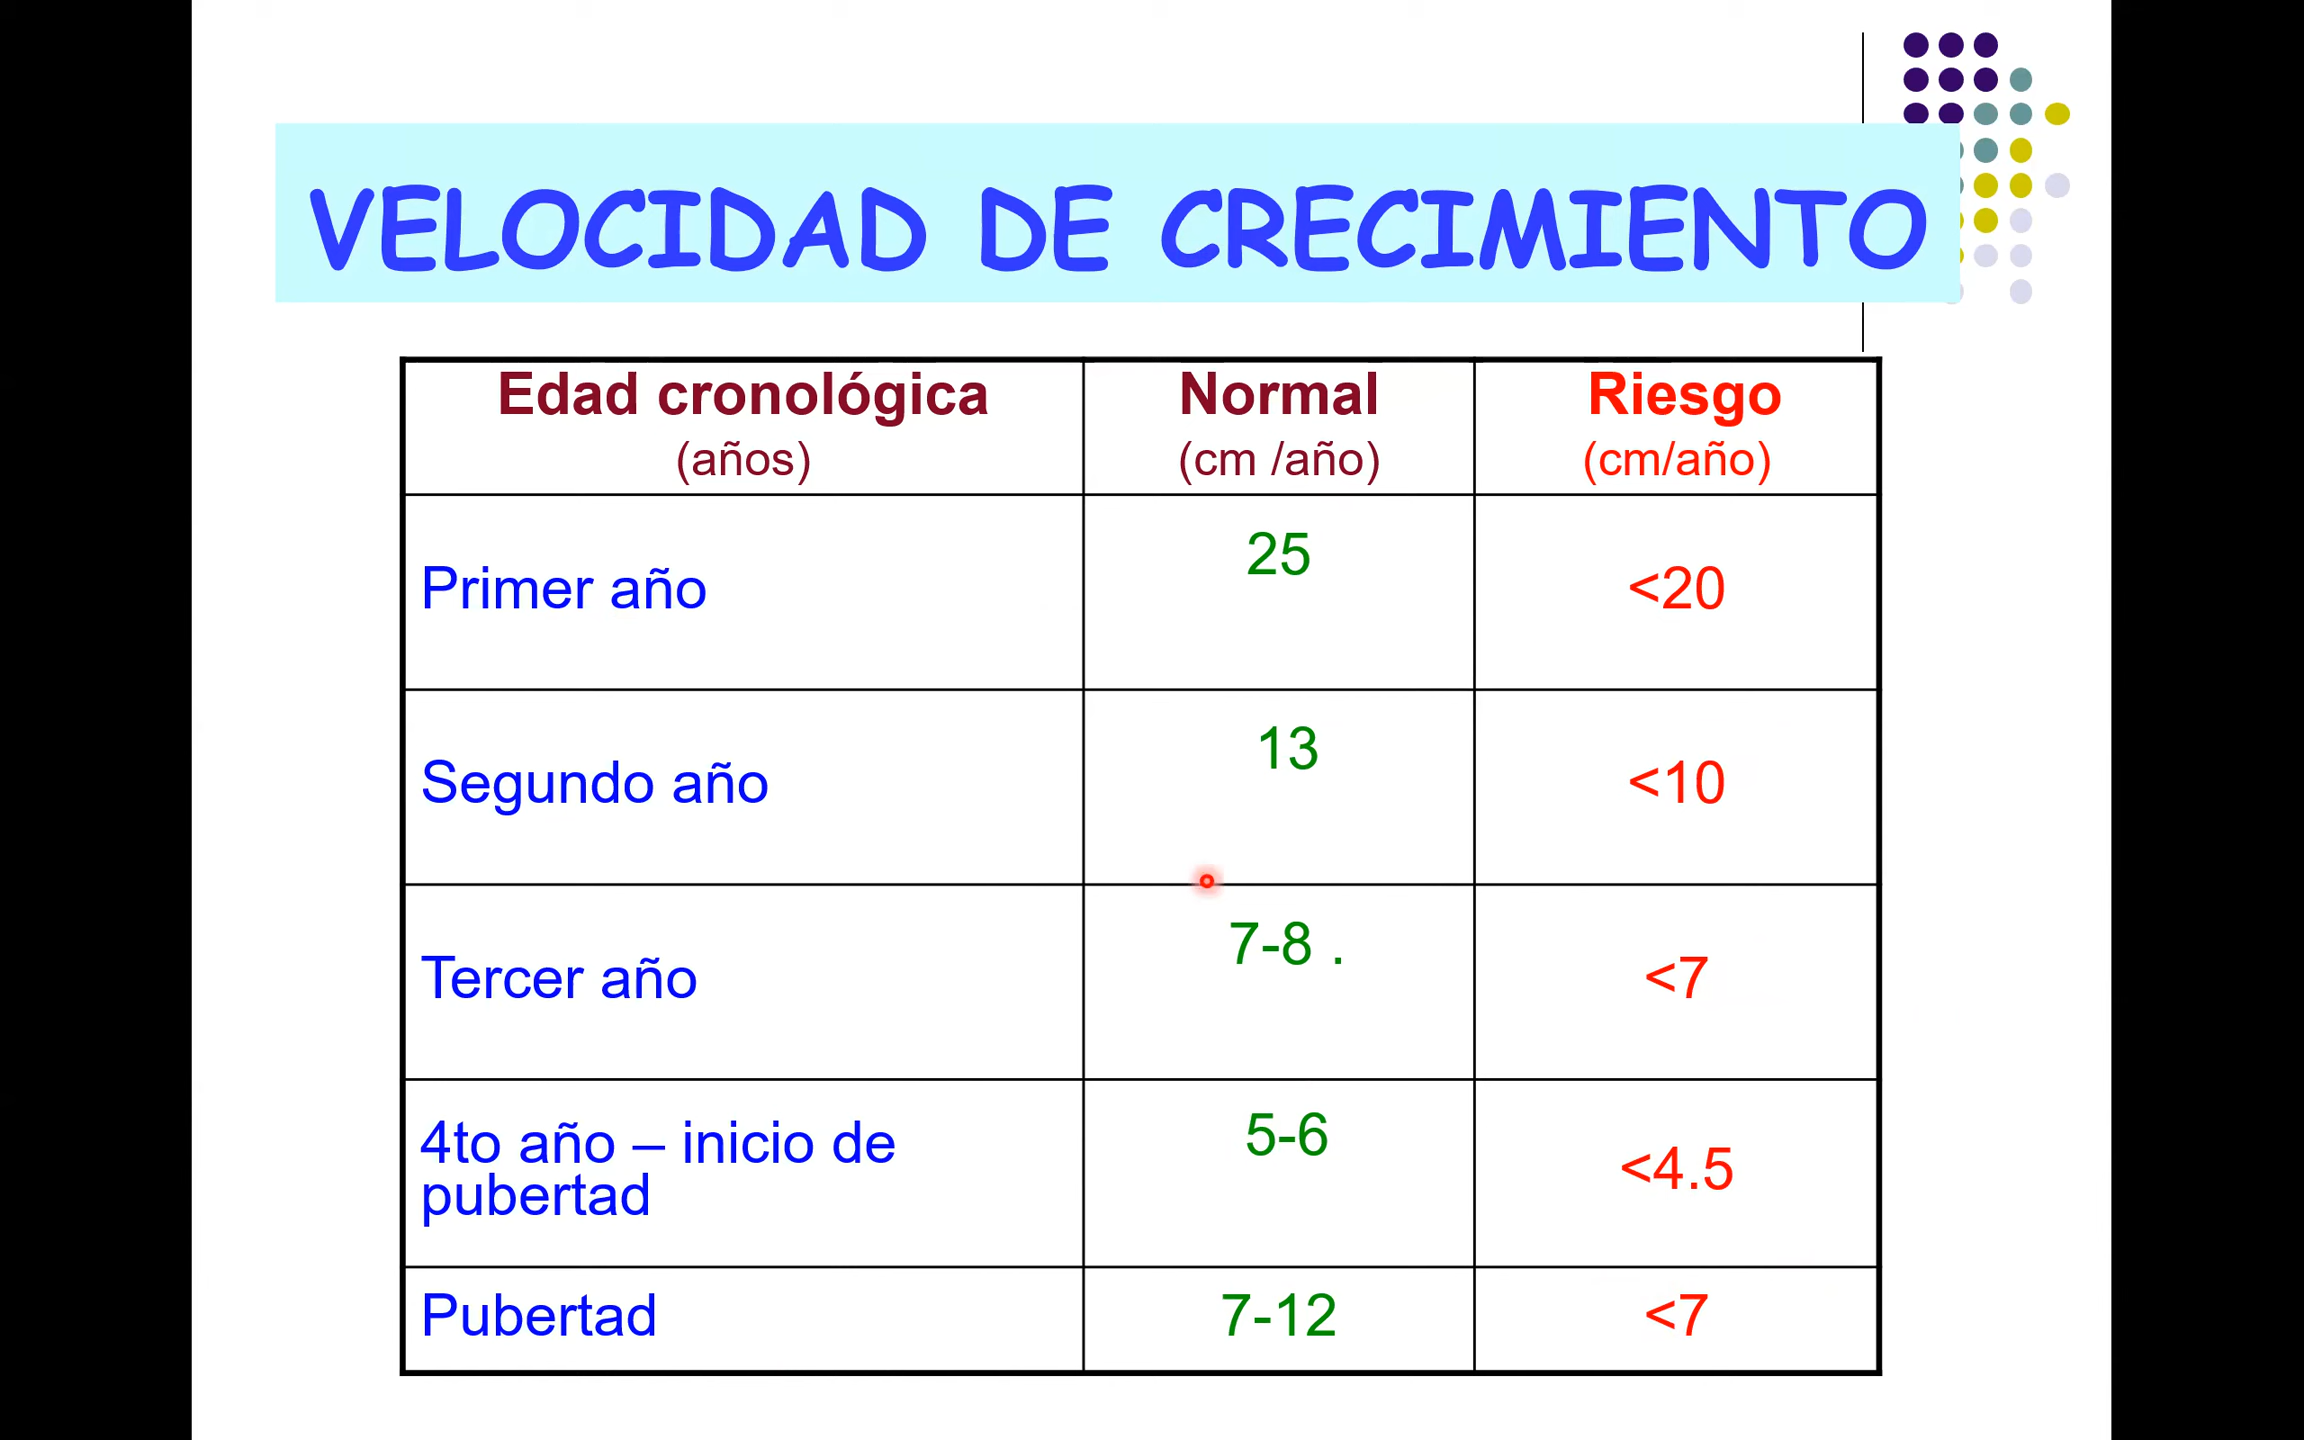 VELOCIDAD DE CRECIMIENTO
Edad cronológica Normal Riesgo
(años) (cm /año) (cm/año)
Primer año 25 <20
Segundo año 13 <10
Tercer año 7-8 . <7
4to año – inicio de
pubertad 5-6 <4.5
Pubertad 7-12 <7